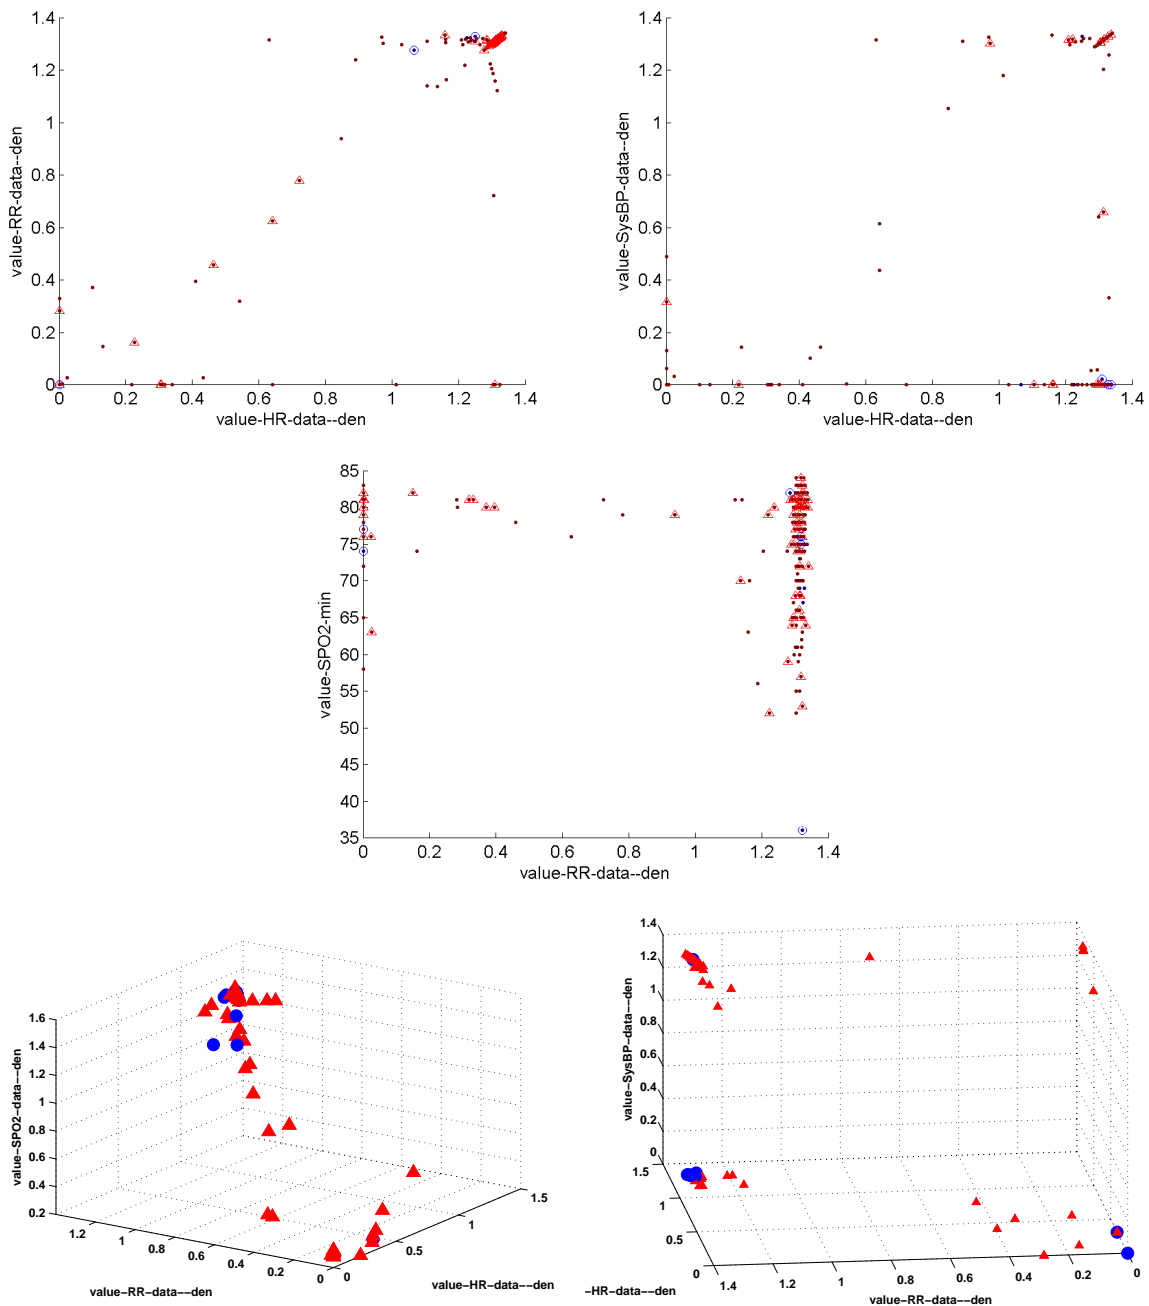 1.4
1.2
1
0.8
0.6
0.4
0.2
0
value-RR-data--den
0 0.2 0.4 0.6 0.8 1 1.2 1.4
value-HR-data--den
1.4
1.2
1
0.8
0.6
0.4
0.2
0
value-SysBP-data--den
0 0.2 0.4 0.6 0.8 1 1.2 1.4
value-HR-data--den
85
80
75
70
65
60
55
50
45
40
35
value-SPO2-min
0 0.2 0.4 0.6 0.8 1 1.2 1.4
value-RR-data--den
1.6
1.4
1.2
1
0.8
0.6
0.4
0.2
value-SPO2-data--den
1.2 1 0.8 0.6 0.4 0.2 0
value-RR-data--den
0 0.5 1 1.5
value-HR-data--den
1.4
1.2
1
0.8
0.6
0.4
0.2
0
value-SysBP-data--den
1.5
1
0.5
0
-HR-data--den
1.4 1.2 1 0.8 0.6 0.4 0.2 0
value-RR-data--den